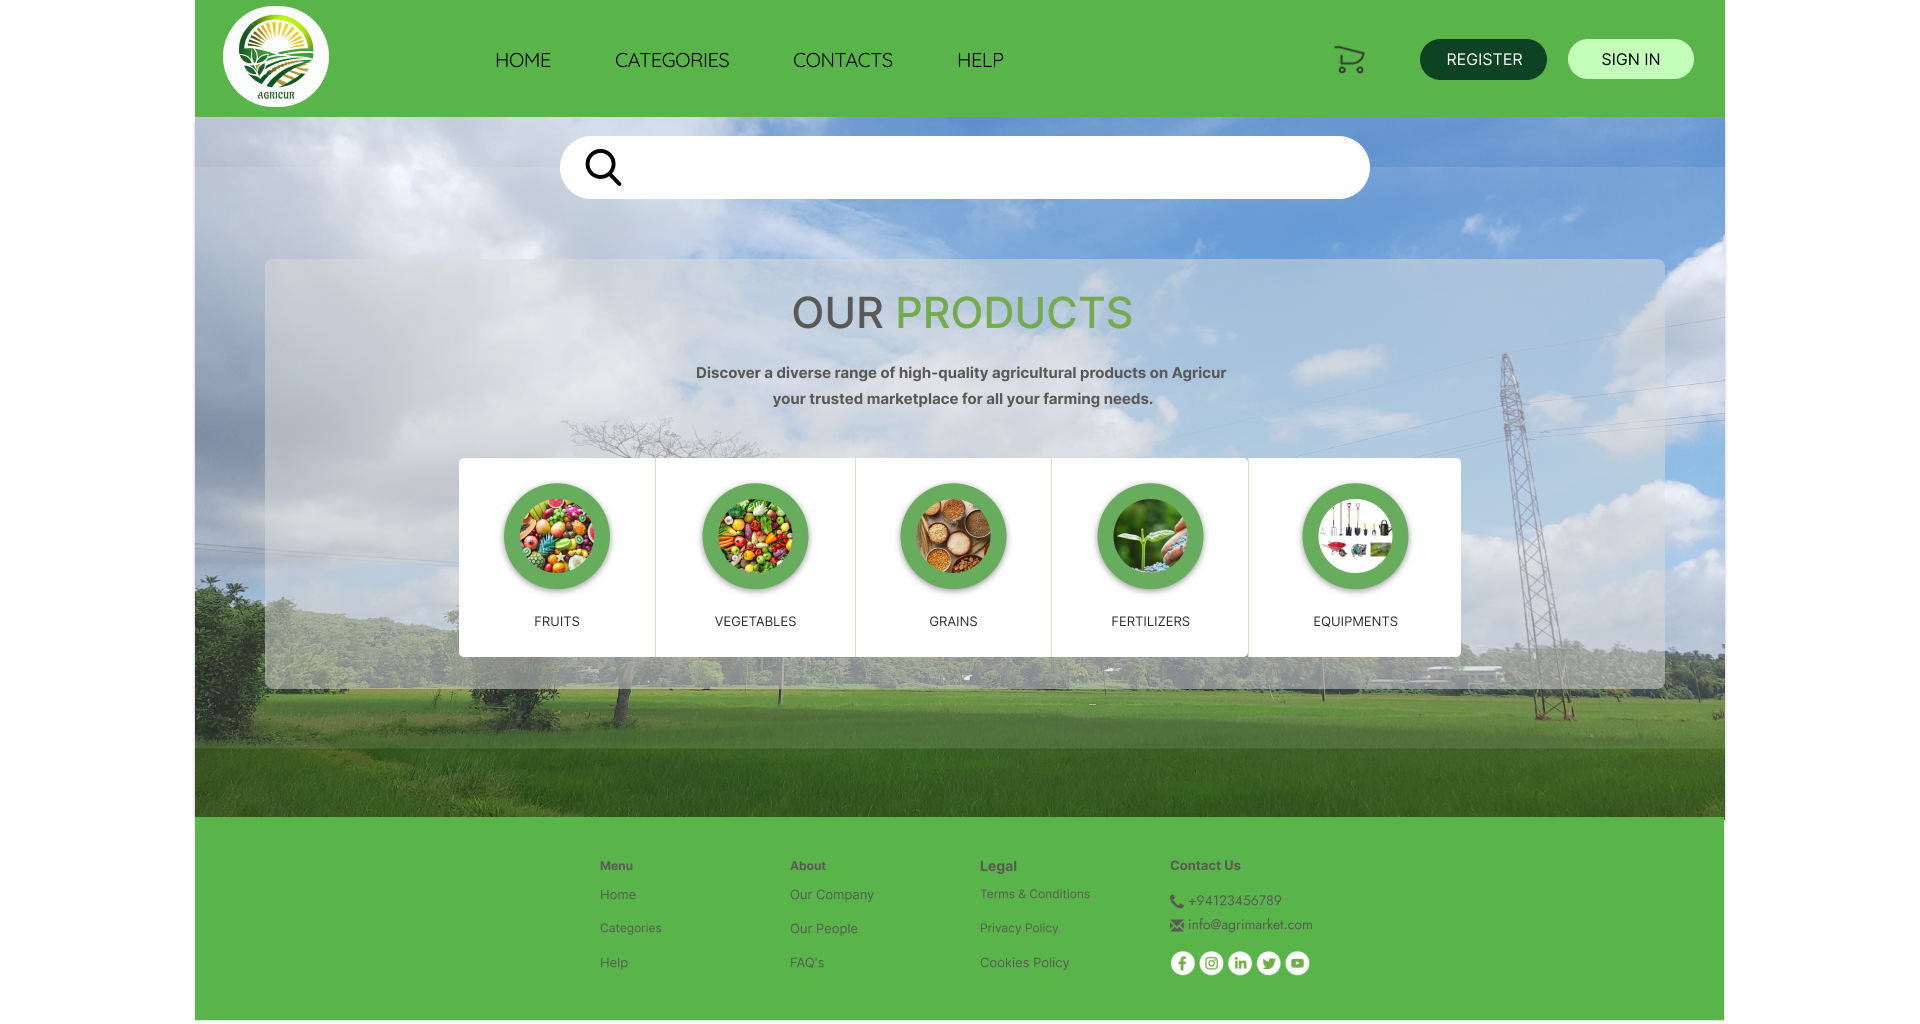 AGRICUR
HOME CATEGORIES CONTACTS HELP
REGISTER SIGN IN
OUR PRODUCTS
Discover a diverse range of high-quality agricultural products on Agricur
your trusted marketplace for all your farming needs.
FRUITS VEGETABLES GRAINS FERTILIZERS EQUIPMENTS
Menu
Home
Categories
Help
About
Our Company
Our People
FAQ's
Legal
Terms & Conditions
Privacy Policy
Cookies Policy
Contact Us
+94123456789
info@agrimarket.com